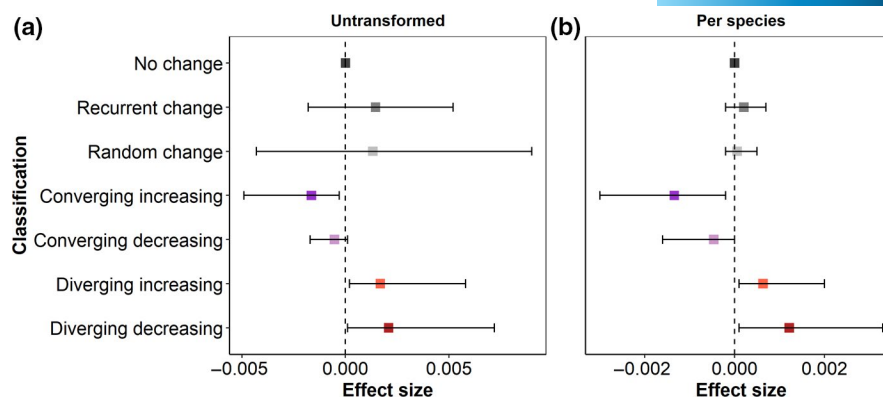 (a)
Untransformed
(b)
Per species
Classification
No change
Recurrent change
Random change
Converging increasing
Converging decreasing
Diverging increasing
Diverging decreasing
−0.005 0.000 0.005
Effect size
−0.002 0.000 0.002
Effect size